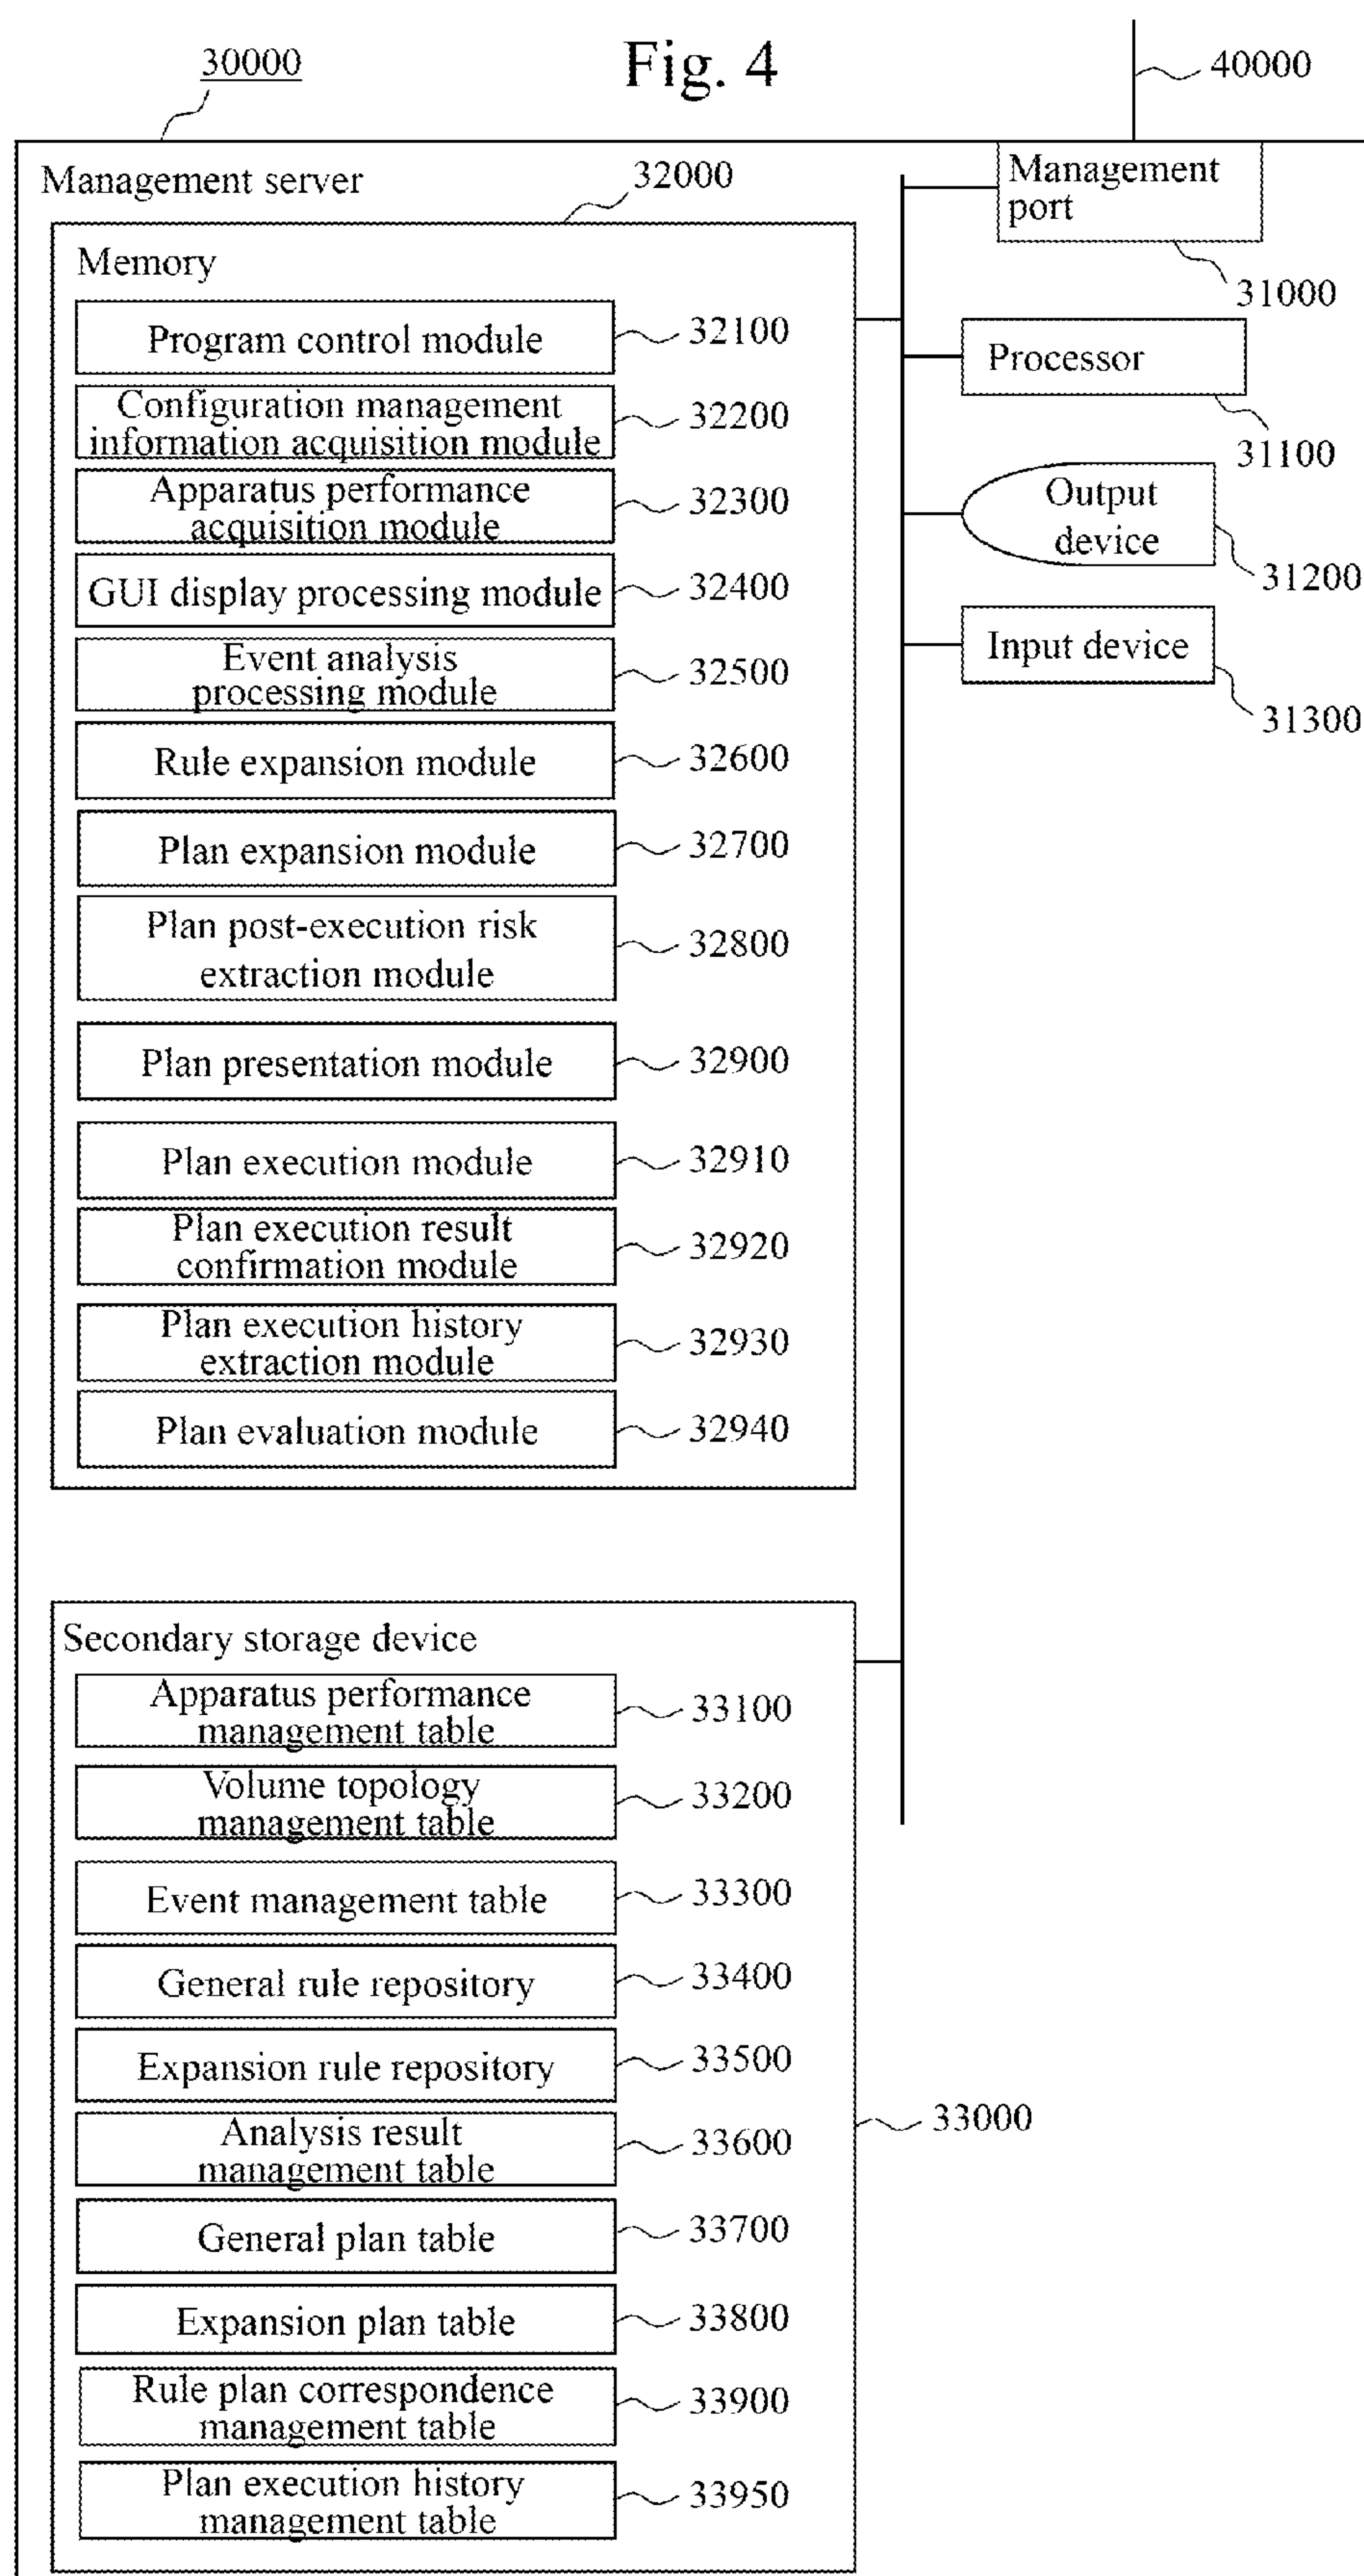 Fig. 4
30000
40000
Management server
32000
Memory
Program control module
32100
Configuration management
information acquisition module
32200
Apparatus performance
acquisition module
32300
GUI display processing module
32400
Event analysis
processing module
32500
Rule expansion module
32600
Plan expansion module
32700
Plan post-execution risk
extraction module
32800
Plan presentation module
32900
Plan execution module
32910
Plan execution result
confirmation module
32920
Plan execution history
extraction module
32930
Plan evaluation module
32940
Management
port
31000
Processor
31100
Output
device
31200
Input device
31300
Secondary storage device
Apparatus performance
management table
33100
Volume topology
management table
33200
Event management table
33300
General rule repository
33400
Expansion rule repository
33500
Analysis result
management table
33600
33000
General plan table
33700
Expansion plan table
33800
Rule plan correspondence
management table
33900
Plan execution history
management table
33950